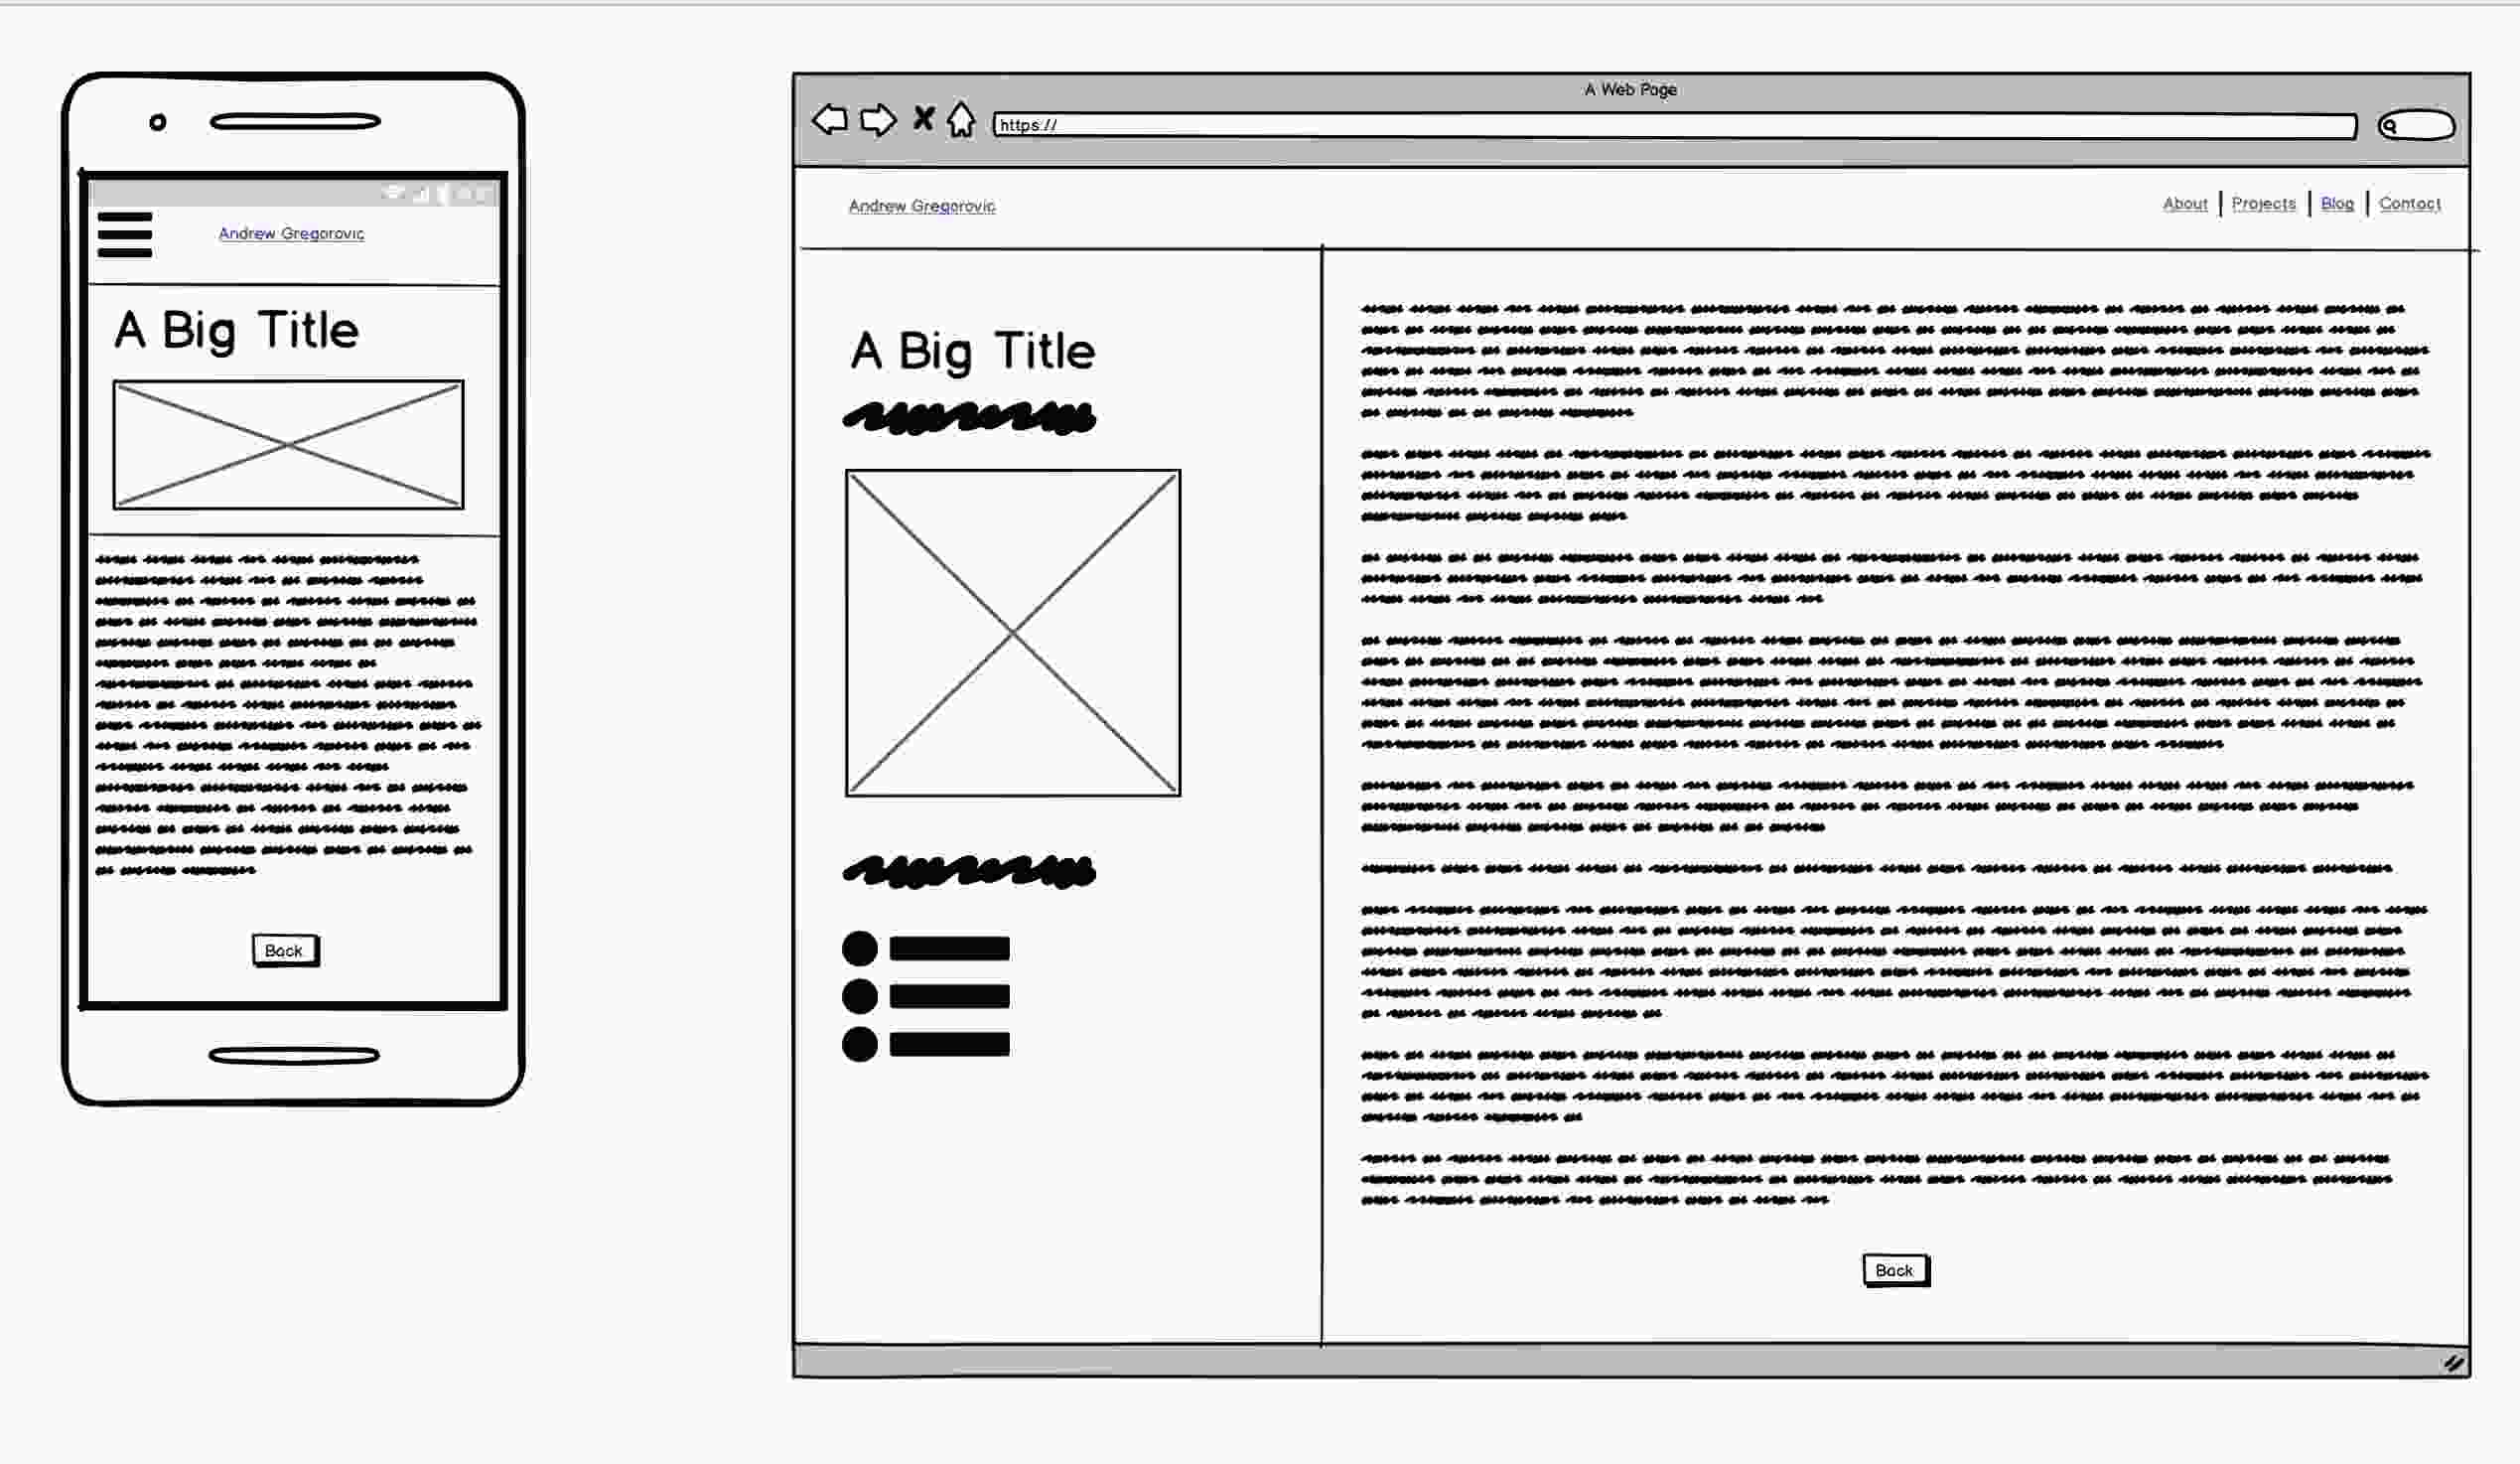 Andrew Gregorovic
A Big Title
Back
A Web Page
https://
Andrew Gregorovic
About | Projects | Blog | Contact
A Big Title
Back